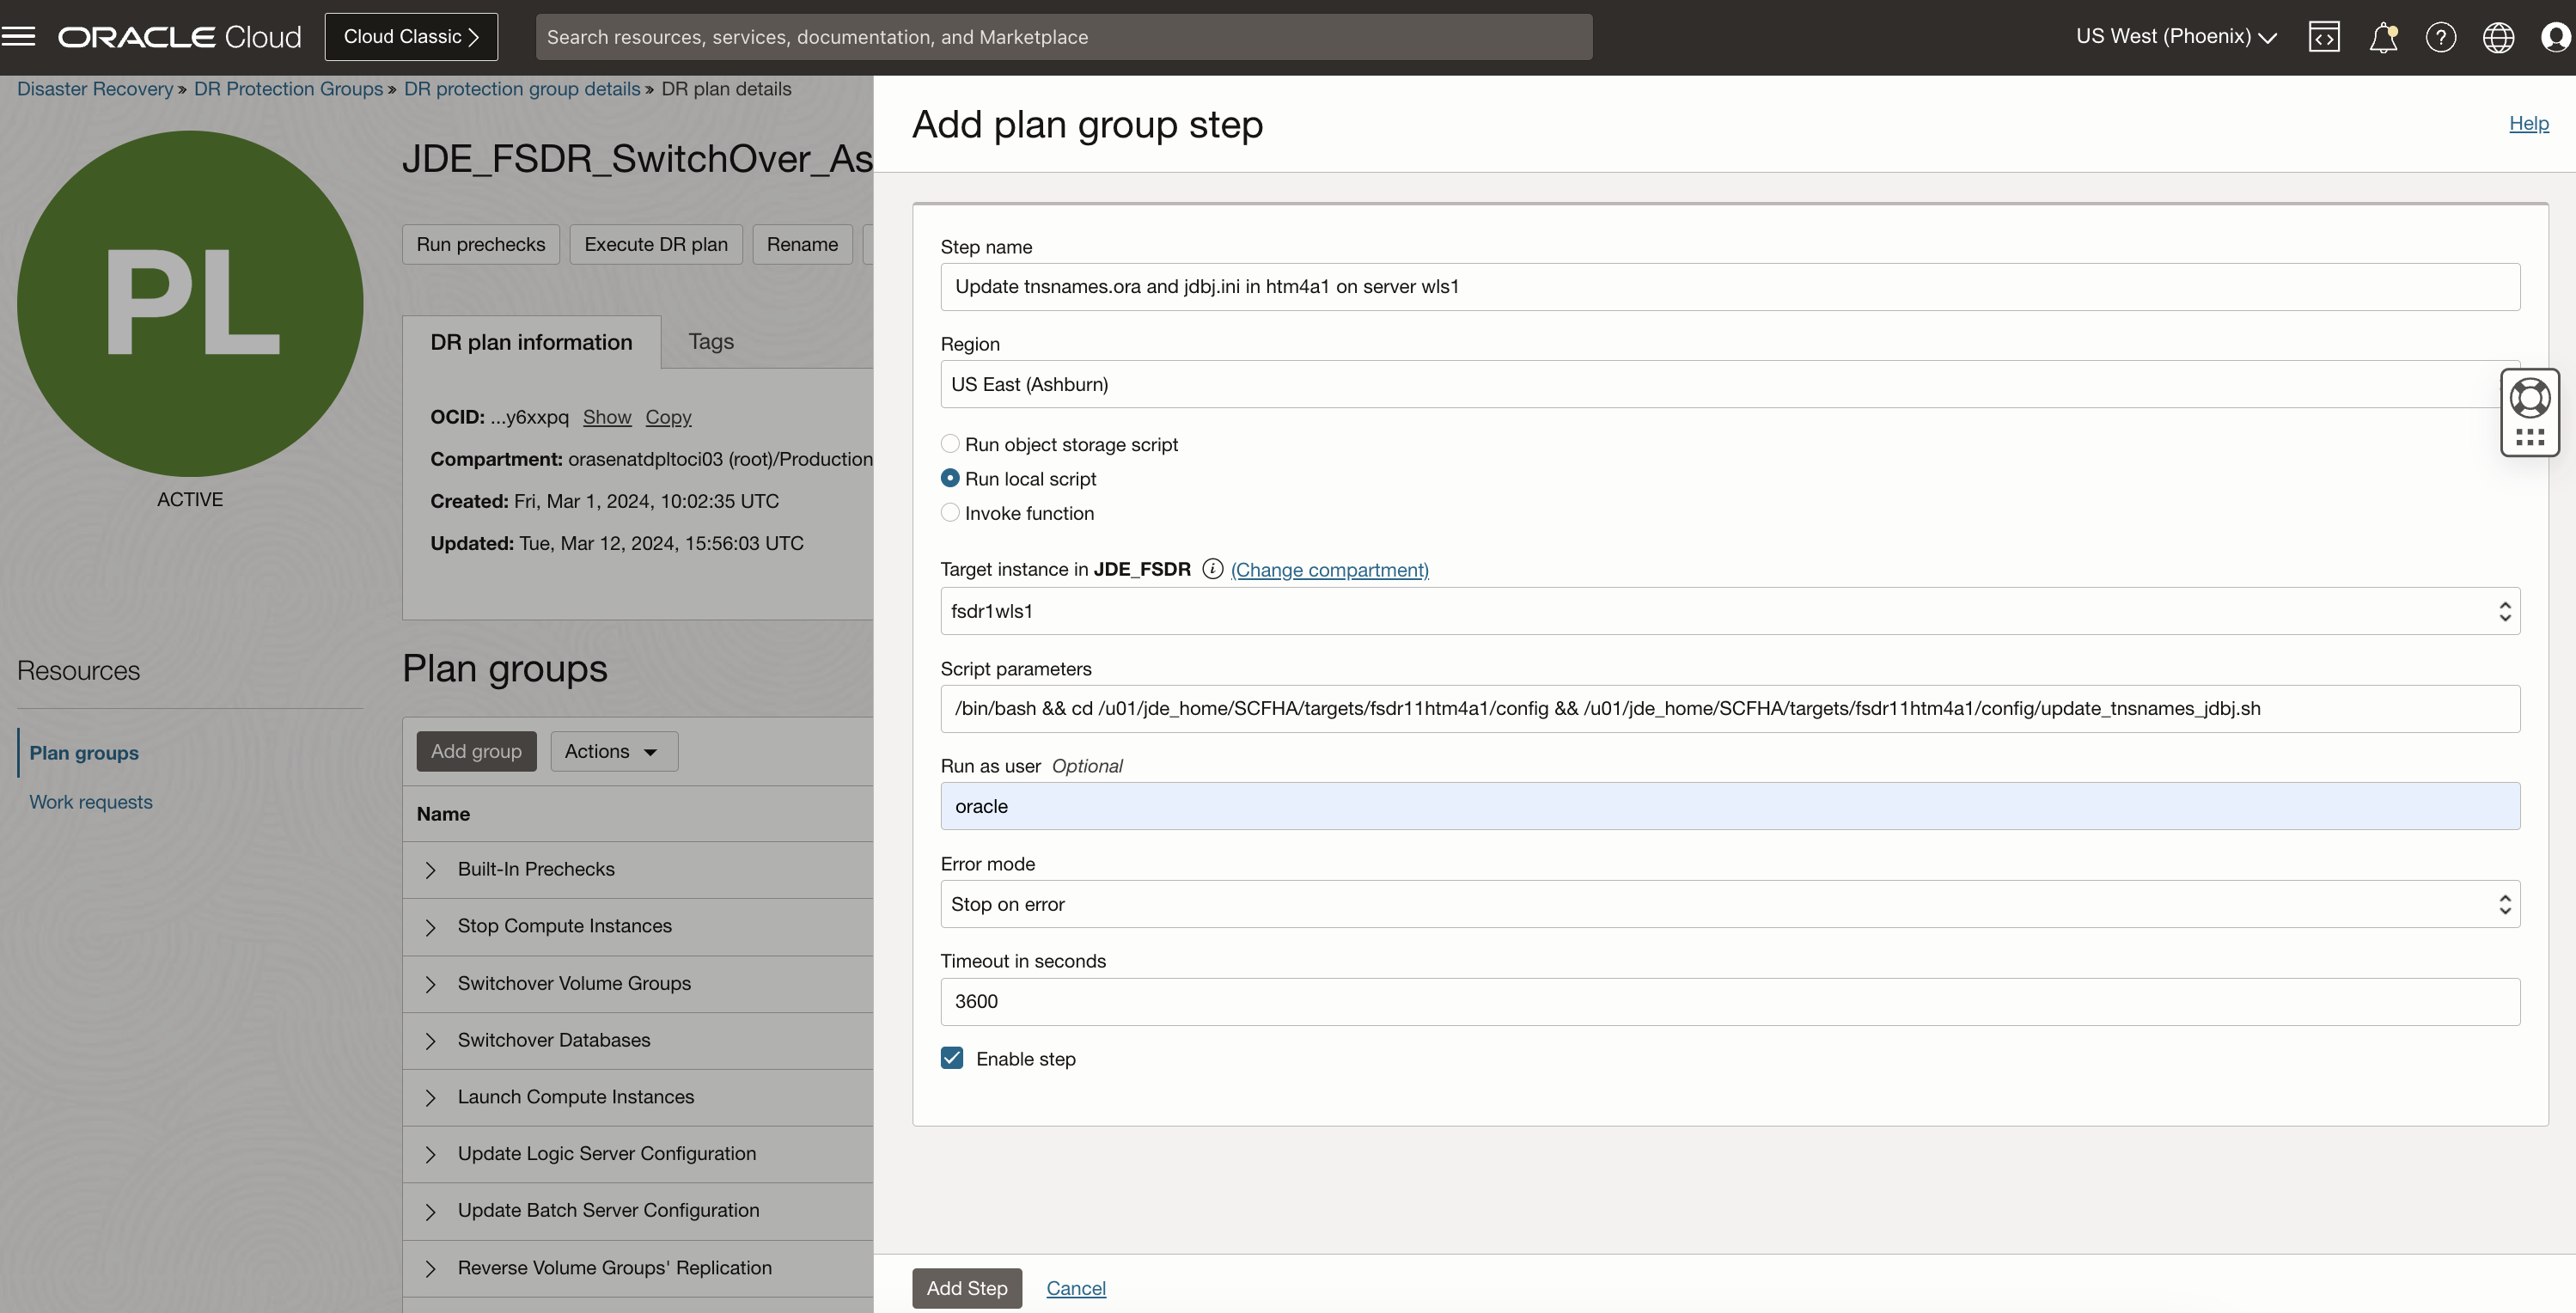 ORACLE Cloud
Cloud Classic
Search resources, services, documentation, and Marketplace
US West (Phoenix)
Disaster Recovery » DR Protection Groups » DR protection group details » DR plan details
PL
ACTIVE
JDE_FSDR_SwitchOver_As
Run prechecks
Execute DR plan
Rename
DR plan information
Tags
OCID: ...y6xxpq Show Copy
Compartment: orasenatdpltoci03 (root)/Production
Created: Fri, Mar 1, 2024, 10:02:35 UTC
Updated: Tue, Mar 12, 2024, 15:56:03 UTC
Resources
Plan groups
Work requests
Plan groups
Add group
Actions
Name
Built-In Prechecks
Stop Compute Instances
Switchover Volume Groups
Switchover Databases
Launch Compute Instances
Update Logic Server Configuration
Update Batch Server Configuration
Reverse Volume Groups' Replication
Add plan group step
Help
Step name
Update tnsnames.ora and jdbj.ini in htm4a1 on server wls1
Region
US East (Ashburn)
Run object storage script
Run local script
Invoke function
Target instance in JDE_FSDR (Change compartment)
fsdr1wls1
Script parameters
/bin/bash && cd /u01/jde_home/SCFHA/targets/fsdr11htm4a1/config && /u01/jde_home/SCFHA/targets/fsdr11htm4a1/config/update_tnsnames_jdbj.sh
Run as user Optional
oracle
Error mode
Stop on error
Timeout in seconds
3600
Enable step
Add Step
Cancel